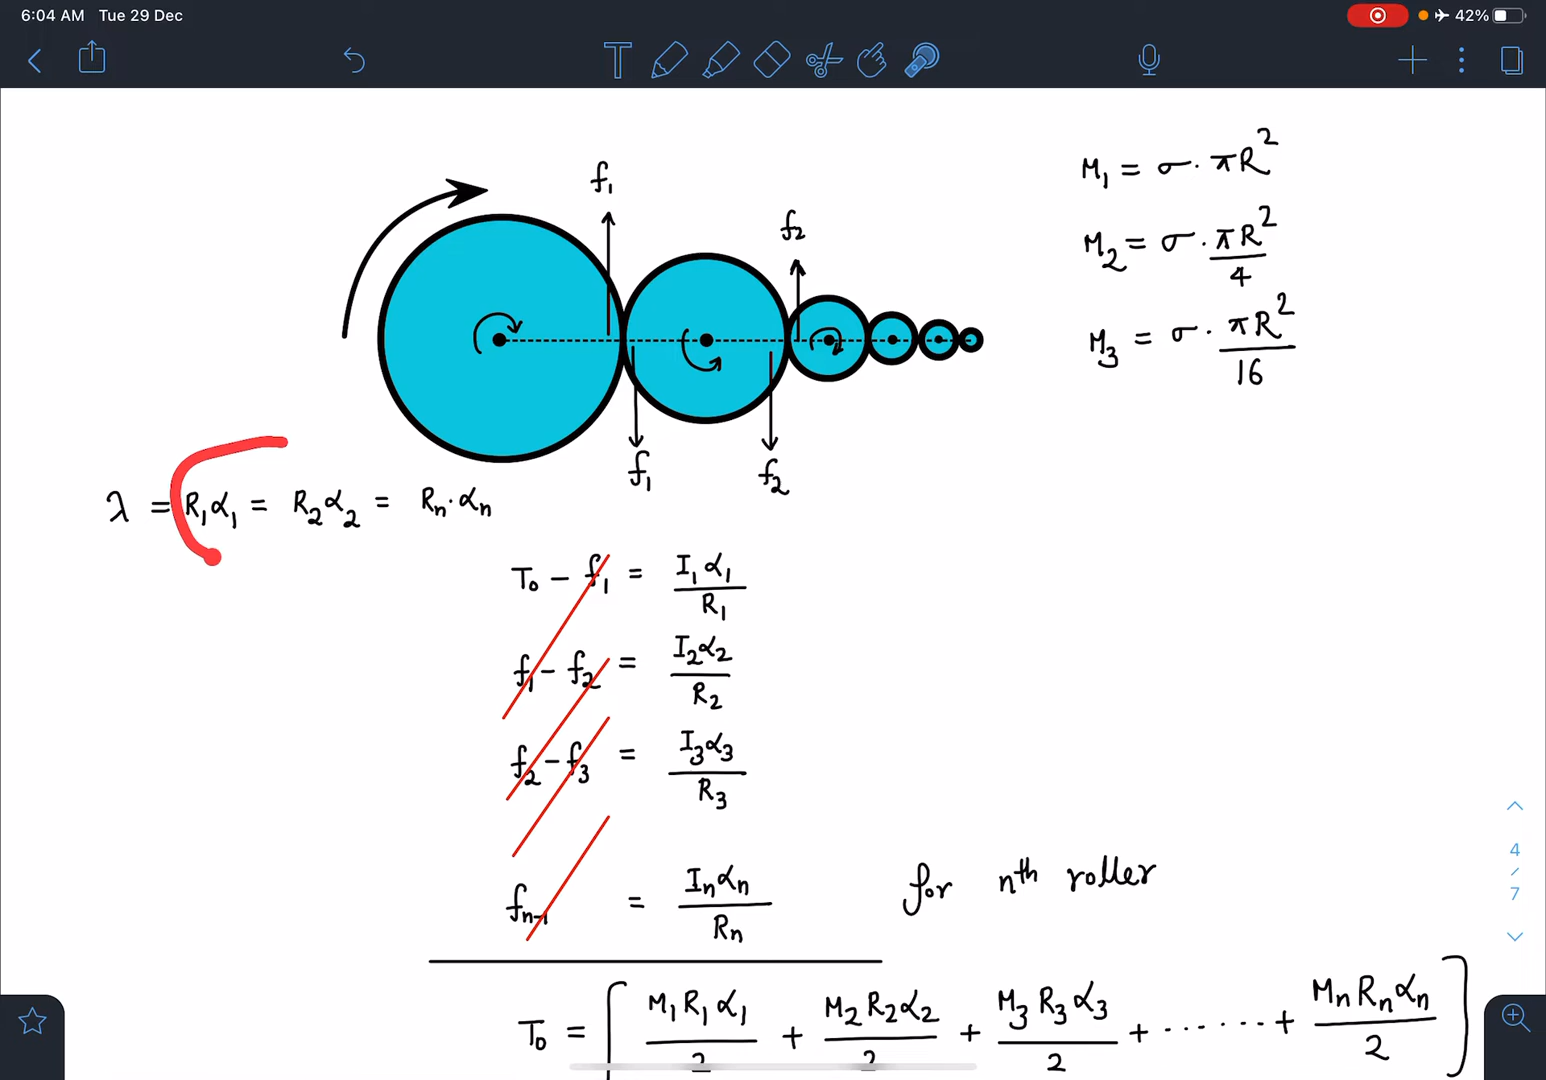 6:04 AM Tue 29 Dec
42%
T
f₁
f₂
M₁ = σ · πR²
M₂ = σ · πR²/4
M₃ = σ · πR²/16
f₁
f₂
λ = R₁α₁ = R₂α₂ = Rₙ·αₙ
T₀ − f₁ = I₁α₁/R₁
f₁ − f₂ = I₂α₂/R₂
f₂ − f₃ = I₃α₃/R₃
fₙ₋₁ = Iₙαₙ/Rₙ for nth roller
T₀ = [ M₁R₁α₁/2 + M₂R₂α₂/2 + M₃R₃α₃/2 + ...... + MₙRₙαₙ/2 ]
4
/
7